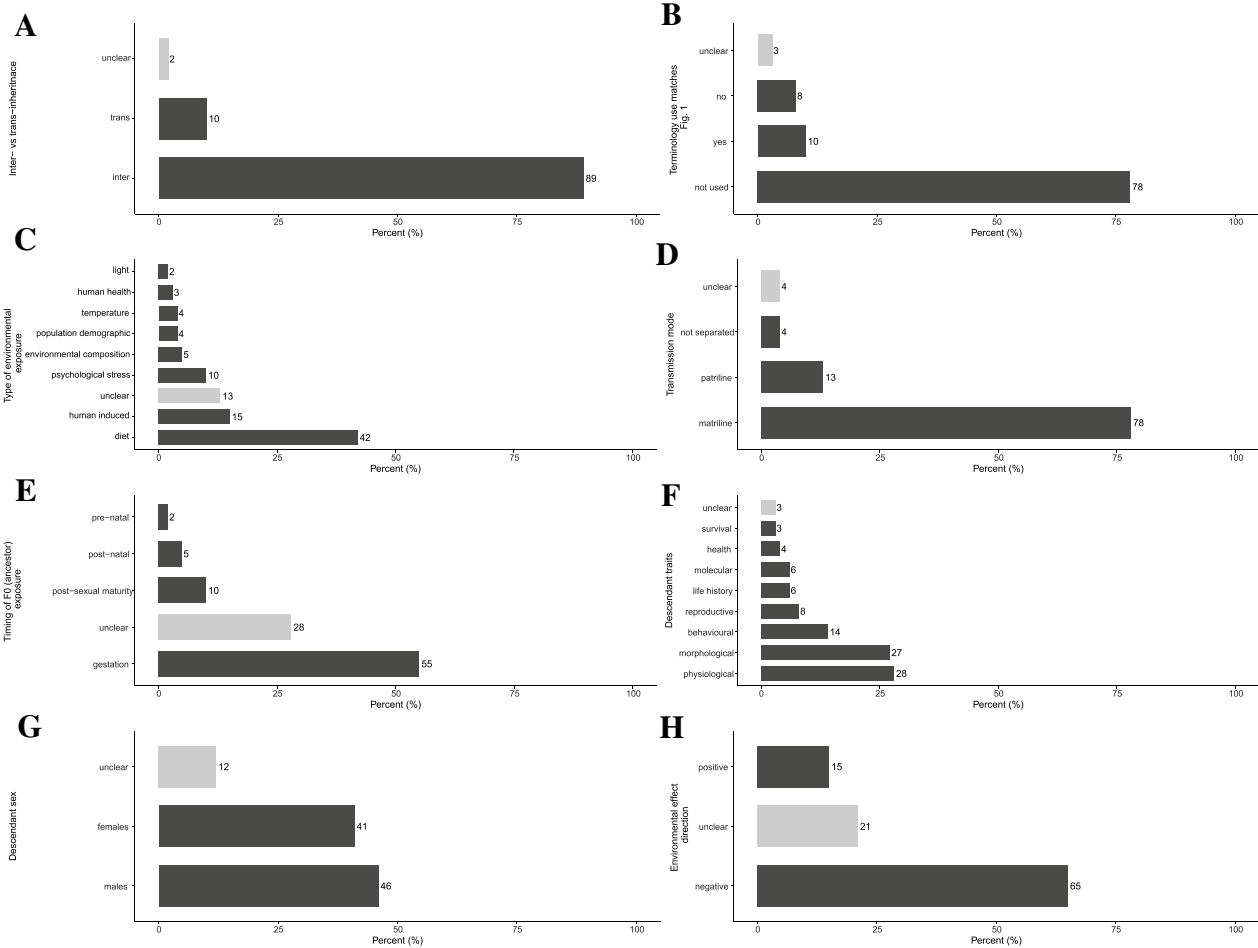 A
Inter− vs trans−inheritnace
unclear
2
trans
10
inter
89
0
25
50
75
100
Percent (%)
B
Terminology use matches
Fig. 1
unclear
3
no
8
yes
10
not used
78
0
25
50
75
100
Percent (%)
C
Type of environmental
exposure
light
2
human health
3
temperature
4
population demographic
4
environmental composition
5
psychological stress
10
unclear
13
human induced
15
diet
42
0
25
50
75
100
Percent (%)
D
Transmission mode
unclear
4
not separated
4
patriline
13
matriline
78
0
25
50
75
100
Percent (%)
E
Timing of F0 (ancestor)
exposure
pre−natal
2
post−natal
5
post−sexual maturity
10
unclear
28
gestation
55
0
25
50
75
100
Percent (%)
F
Descendant traits
unclear
3
survival
3
health
4
molecular
6
life history
6
reproductive
8
behavioural
14
morphological
27
physiological
28
0
25
50
75
100
Percent (%)
G
Descendant sex
unclear
12
females
41
males
46
0
25
50
75
100
Percent (%)
H
Environmental effect
direction
positive
15
unclear
21
negative
65
0
25
50
75
100
Percent (%)